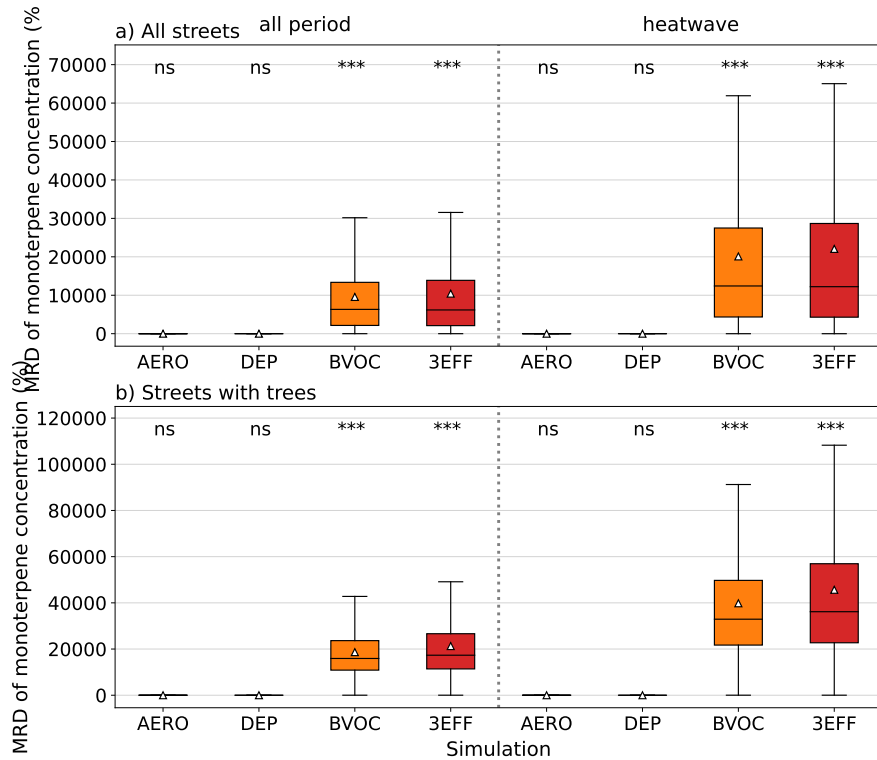 all period
heatwave
a) All streets
MRD of monoterpene concentration (%
70000
60000
50000
40000
30000
20000
10000
0
ns ns *** *** ns ns *** ***
AERO DEP BVOC 3EFF AERO DEP BVOC 3EFF
b) Streets with trees
MRD of monoterpene concentration (%)
120000
100000
80000
60000
40000
20000
0
ns ns *** *** ns ns *** ***
AERO DEP BVOC 3EFF AERO DEP BVOC 3EFF
Simulation